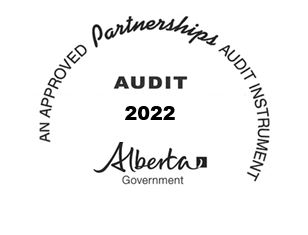 AN APPROVED Partnerships AUDIT INSTRUMENT
AUDIT
2022
Alberta
Government